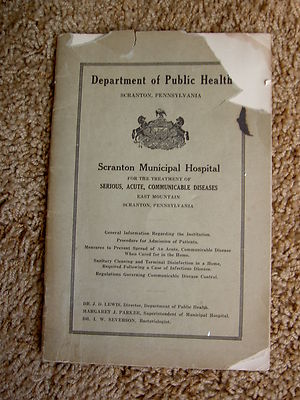 Department of Public Health
SCRANTON, PENNSYLVANIA
Scranton Municipal Hospital
FOR THE TREATMENT OF
SERIOUS, ACUTE, COMMUNICABLE DISEASES
EAST MOUNTAIN
SCRANTON, PENNSYLVANIA
General Information Regarding the Institution.
Procedure for Admission of Patients.
Measures to Prevent Spread of An Acute, Communicable Disease
When Cared for in the Home.
Sanitary Cleaning and Terminal Disinfection in a Home,
Required Following a Case of Infectious Disease.
Regulations Governing Communicable Disease Control.
DR. J. D. LEWIS, Director, Department of Public Health.
MARGARET J. PARKER, Superintendent of Municipal Hospital.
DR. A. W. SEVERSON, Bacteriologist.